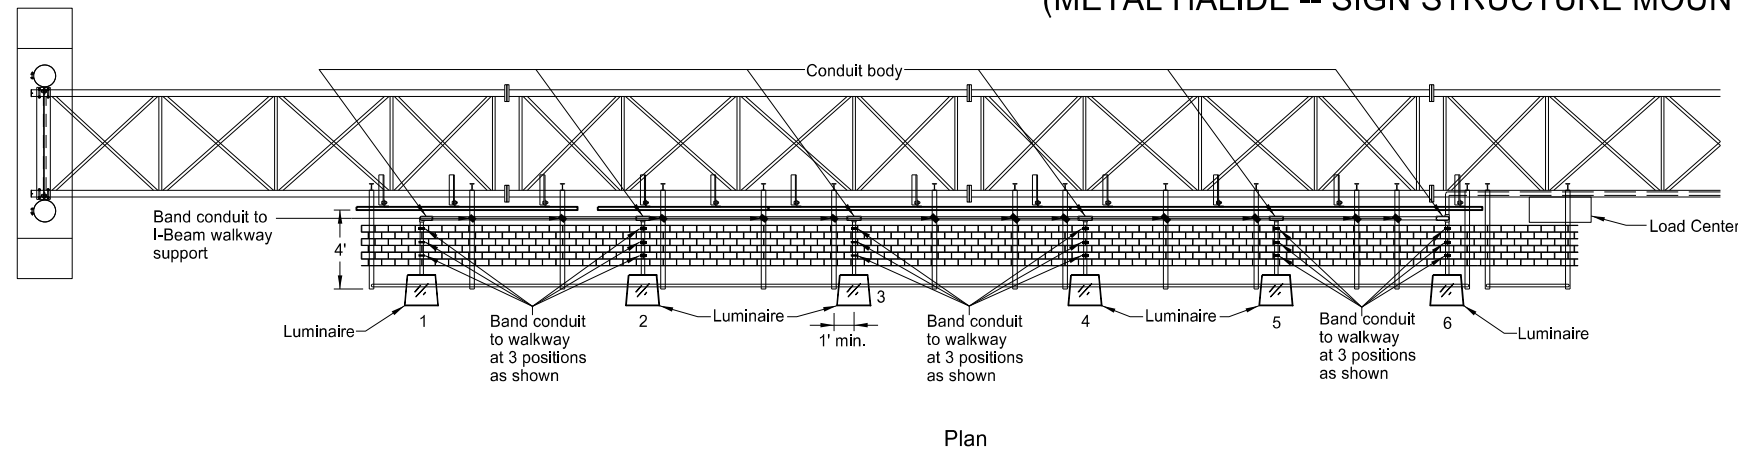 (METAL HALIDE -- SIGN STRUCTURE MOUN
Conduit body
Band conduit to
I-Beam walkway
support
4'
Load Center
Luminaire
1
Band conduit
to walkway
at 3 positions
as shown
2
Luminaire
3
1' min.
Band conduit
to walkway
at 3 positions
as shown
4
Luminaire
5
Band conduit
to walkway
at 3 positions
as shown
6
Luminaire
Plan